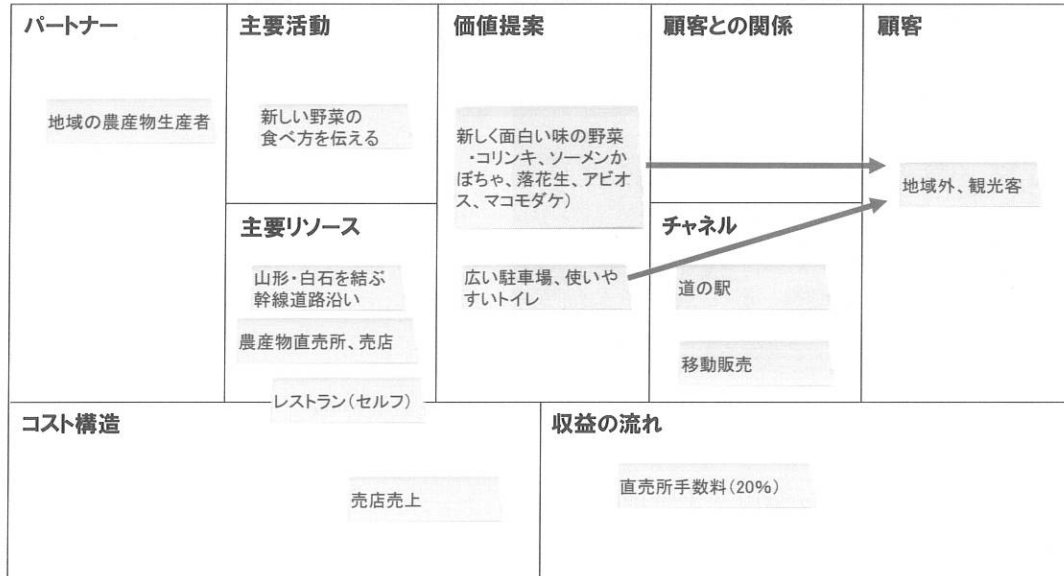 パートナー
地域の農産物生産者
主要活動
新しい野菜の
食べ方を伝える
主要リソース
山形・白石を結ぶ
幹線道路沿い
農産物直売所、売店
レストラン(セルフ)
価値提案
新しく面白い味の野菜
・コリンキ、ソーメンか
ぼちゃ、落花生、アピオ
ス、マコモダケ)
広い駐車場、使いや
すいトイレ
顧客との関係
チャネル
道の駅
移動販売
顧客
地域外、観光客
コスト構造
売店売上
収益の流れ
直売所手数料(20%)